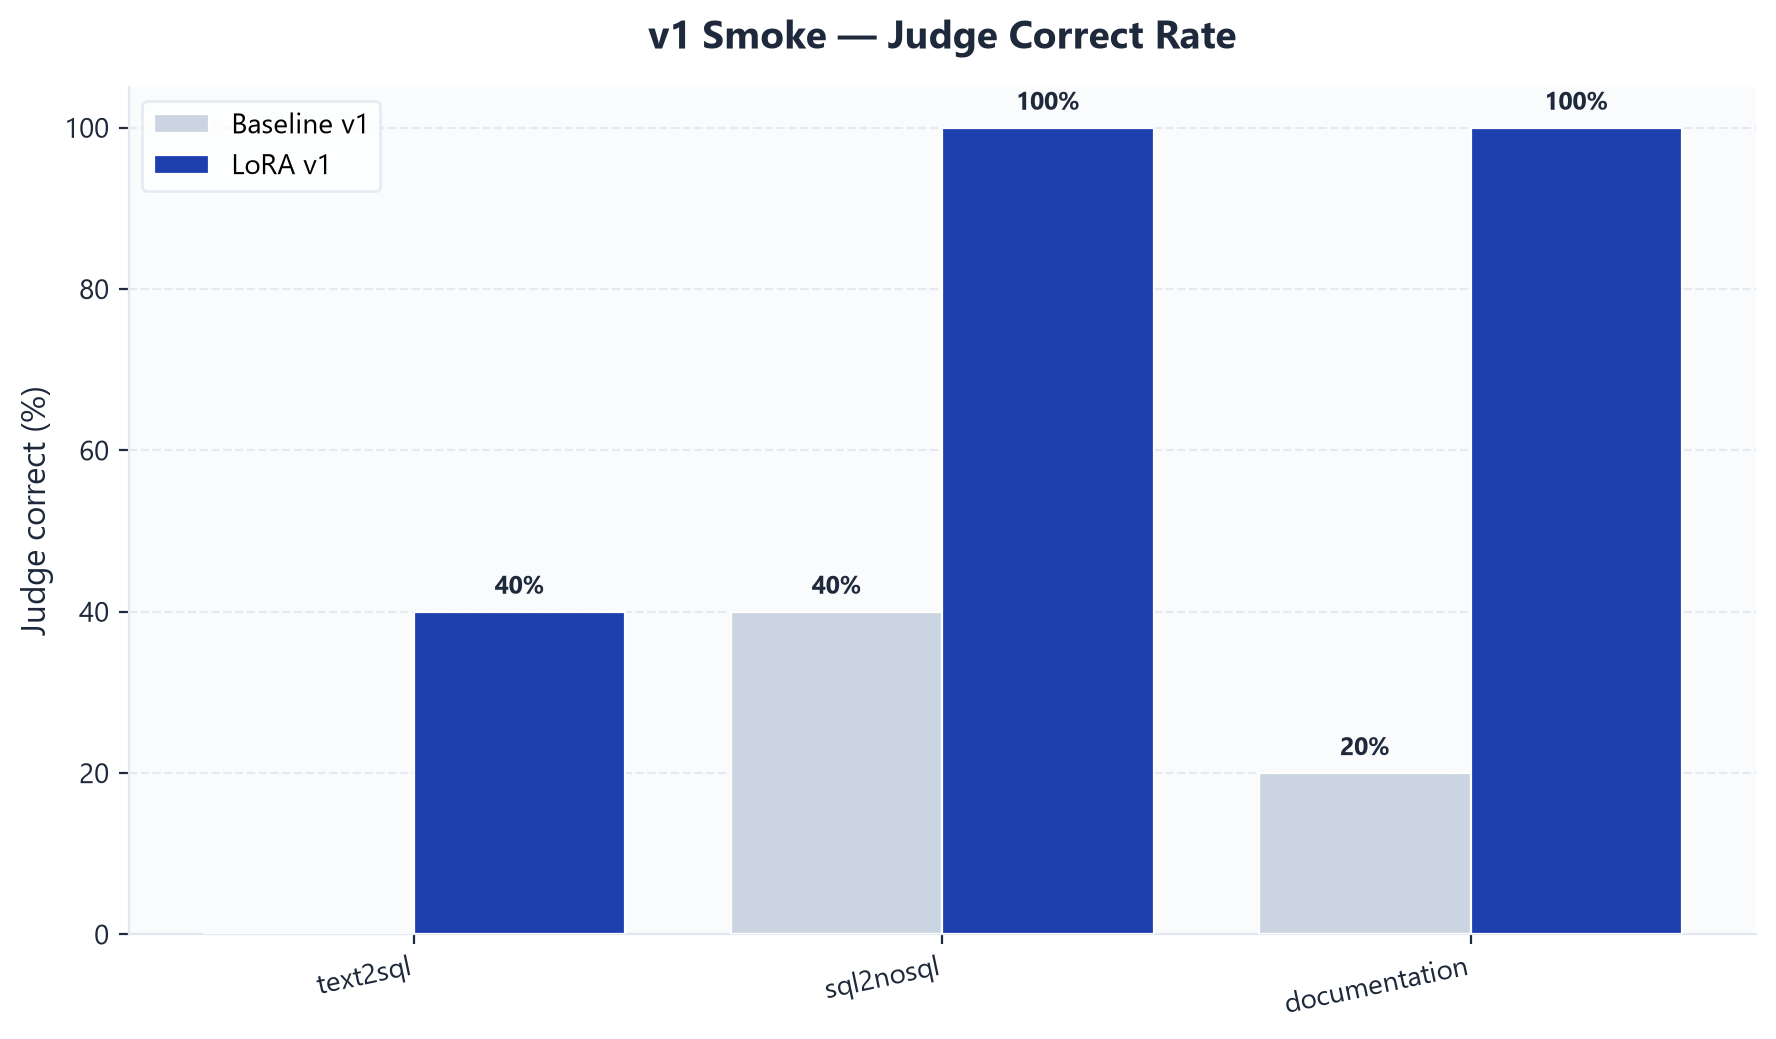 v1 Smoke — Judge Correct Rate
Baseline v1
LoRA v1
Judge correct (%)
100
80
60
40
20
0
40%
40%
100%
20%
100%
text2sql
sql2nosql
documentation